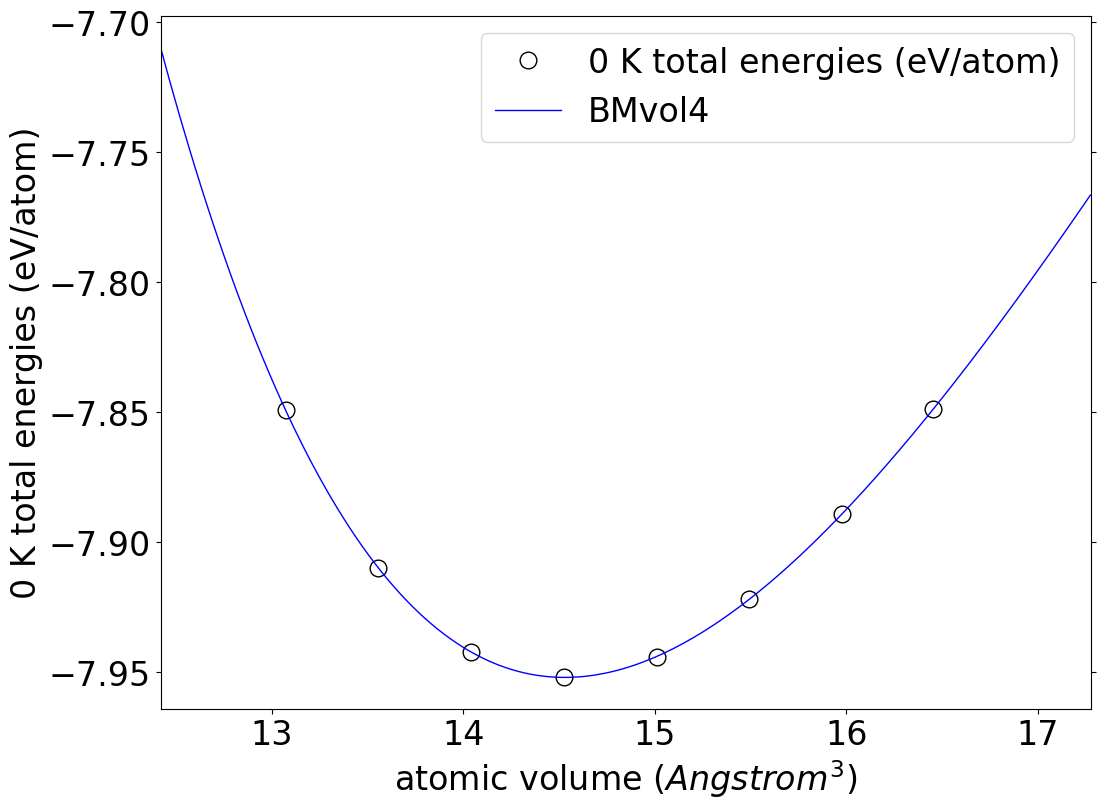 −7.70
−7.75
−7.80
−7.85
−7.90
−7.95
0 K total energies (eV/atom)
0 K total energies (eV/atom)
BMvol4
13 14 15 16 17
atomic volume (Angstrom³)